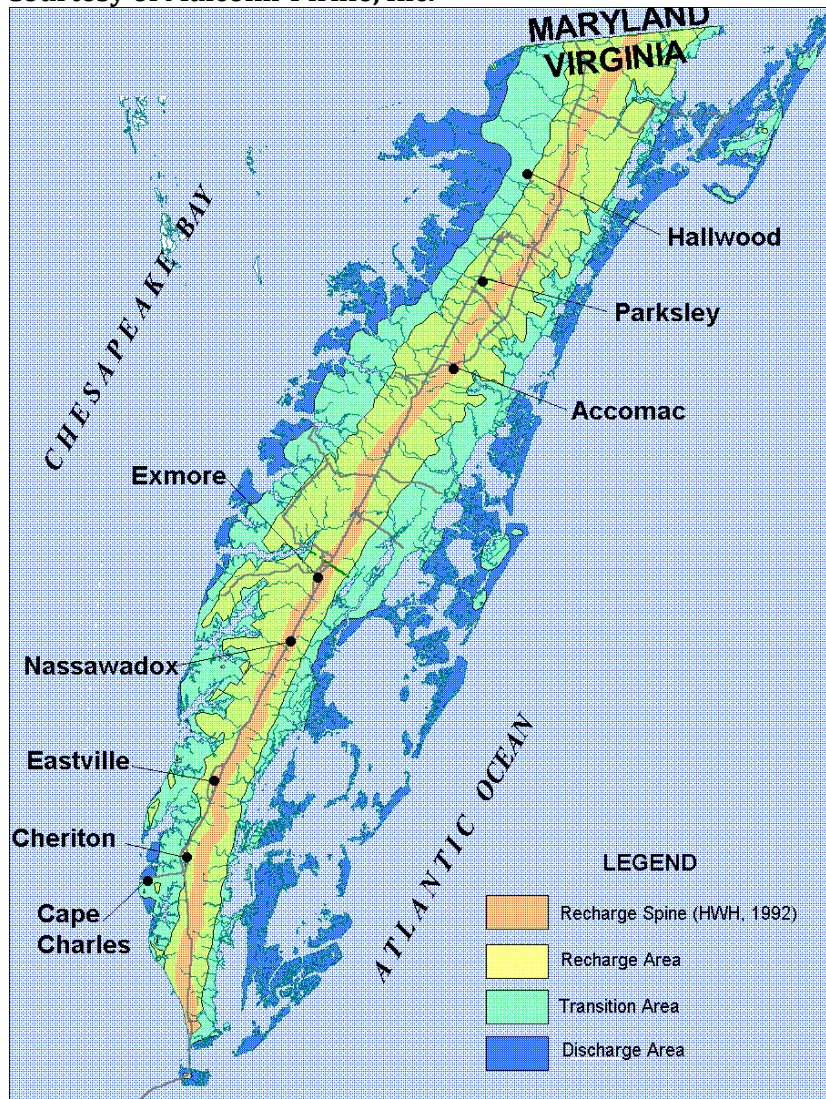 MARYLAND
VIRGINIA
CHESAPEAKE BAY
Hallwood
Parksley
Accomac
Exmore
Nassawadox
Eastville
Cheriton
Cape
Charles
ATLANTIC OCEAN
LEGEND
Recharge Spine (HWH, 1992)
Recharge Area
Transition Area
Discharge Area